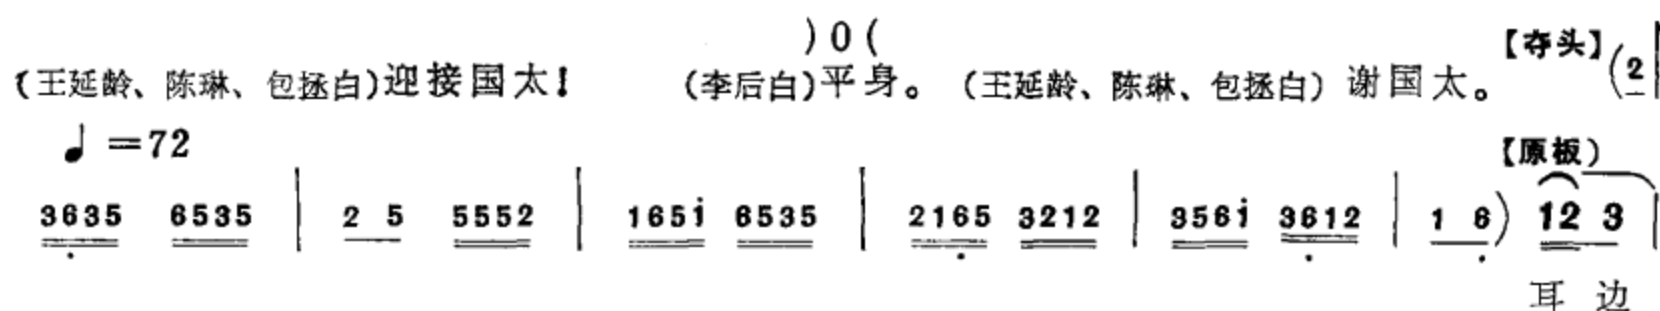 )0(
(王延龄、陈琳、包拯白)迎接国太! (李后白)平身。 (王延龄、陈琳、包拯白) 谢国太。 【夺头】 (2 |
♩=72 【原板)
3635 6535 | 2 5 5552 | 165i 6535 | 2165 3212 | 356i 3612 | 1 6) 12 3 |
耳 边